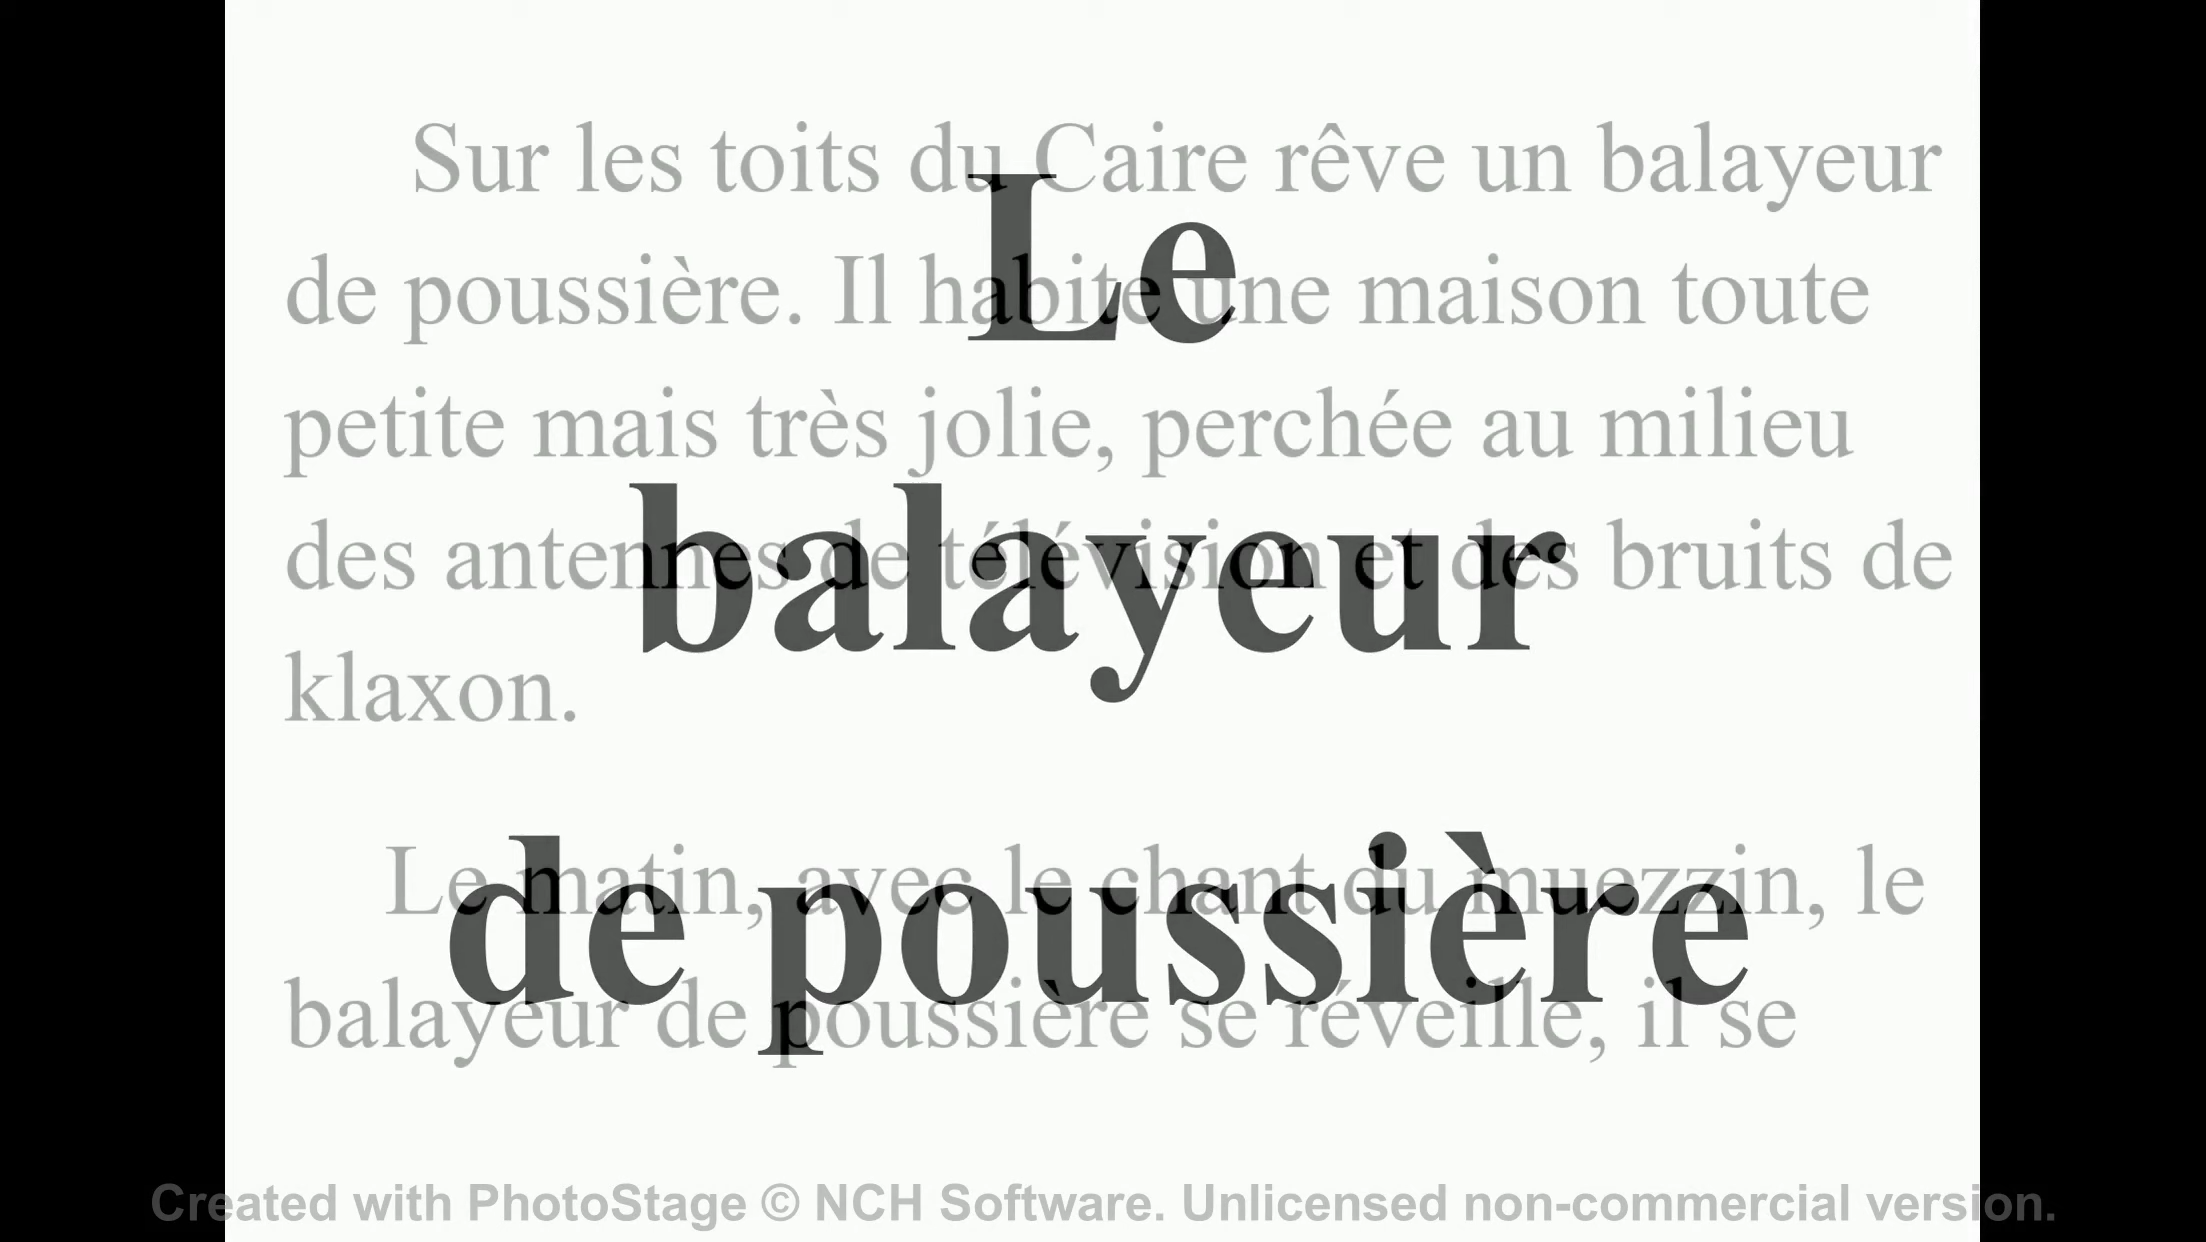 Le
balayeur
de poussière
Sur les toits du Caire rêve un balayeur
de poussière. Il habite une maison toute
petite mais très jolie, perchée au milieu
des antennes de télévision et des bruits de
klaxon.
Le matin, avec le chant du muezzin, le
balayeur de poussière se réveille, il se
Created with PhotoStage © NCH Software. Unlicensed non-commercial version.